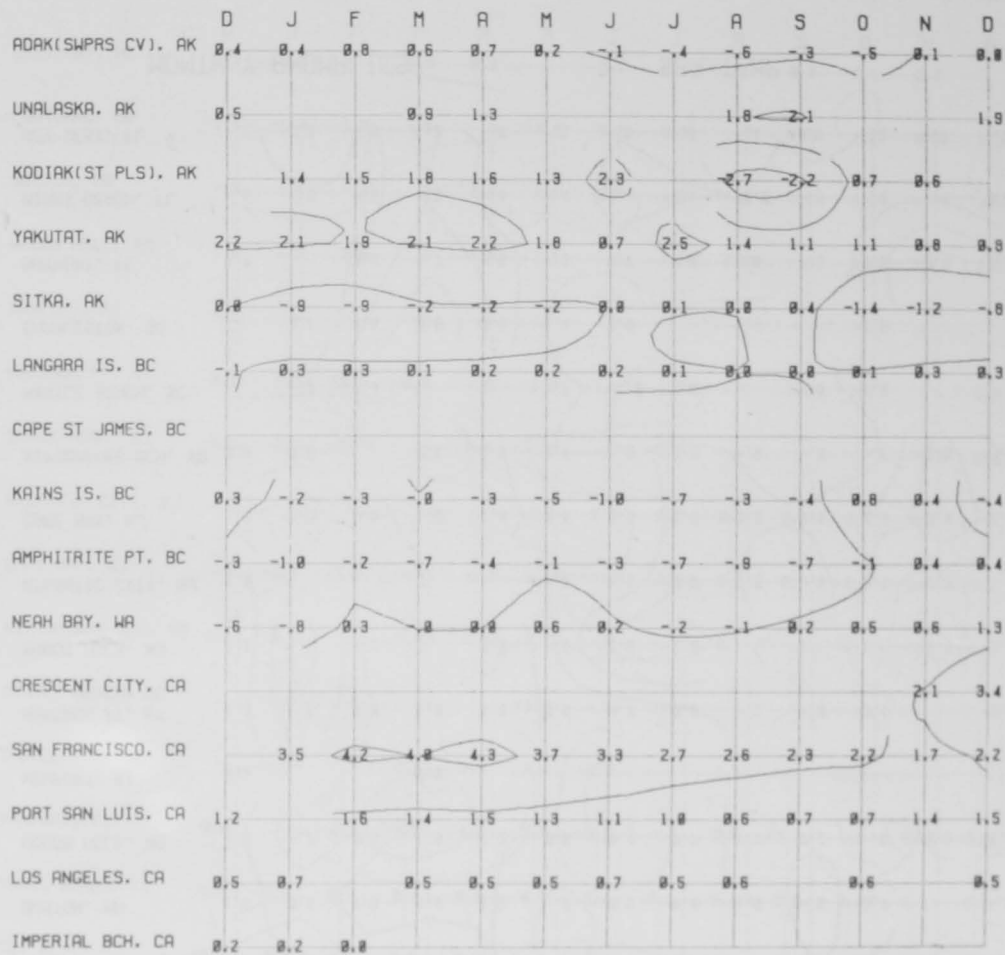 D J F M A M J J A S O N D
ADAK(SWPRS CV). AK 0.4 0.4 0.8 0.6 0.7 0.2 -.1 -.4 -.6 -.3 -.5 0.1 0.8
UNALASKA. AK 0.5 0.9 1.3 1.8 2.1 1.9
KODIAK(ST PLS). AK 1.4 1.5 1.8 1.6 1.3 2.3 -2.7 -2.2 0.7 0.6
YAKUTAT. AK 2.2 2.1 1.9 2.1 2.2 1.8 0.7 2.5 1.4 1.1 1.1 0.8 0.8
SITKA. AK 0.0 -.9 -.9 -.2 -.2 -.2 0.0 0.1 0.0 0.4 -1.4 -1.2
LANGARA IS. BC -.1 0.3 0.3 0.1 0.2 0.2 0.2 0.1 0.0 0.0 0.1 0.3 0.3
CAPE ST JAMES. BC
KAINS IS. BC 0.3 -.2 -.3 -.0 -.3 -.5 -1.0 -.7 -.3 -.4 0.8 0.4 -.4
AMPHITRITE PT. BC -.3 -1.0 -.2 -.7 -.4 -.1 -.3 -.7 -.9 -.7 -.1 0.4 0.4
NEAH BAY. WA -.6 -.8 0.3 -.0 0.0 0.6 0.2 -.2 -.1 0.2 0.5 0.6 1.3
CRESCENT CITY. CA 2.1 3.4
SAN FRANCISCO. CA 3.5 4.2 4.0 4.3 3.7 3.3 2.7 2.6 2.3 2.2 1.7 2.2
PORT SAN LUIS. CA 1.2 1.6 1.4 1.5 1.3 1.1 1.0 0.6 0.7 0.7 1.4 1.5
LOS ANGELES. CA 0.5 0.7 0.5 0.5 0.5 0.7 0.5 0.6 0.6 0.5
IMPERIAL BCH. CA 0.2 0.2 0.0